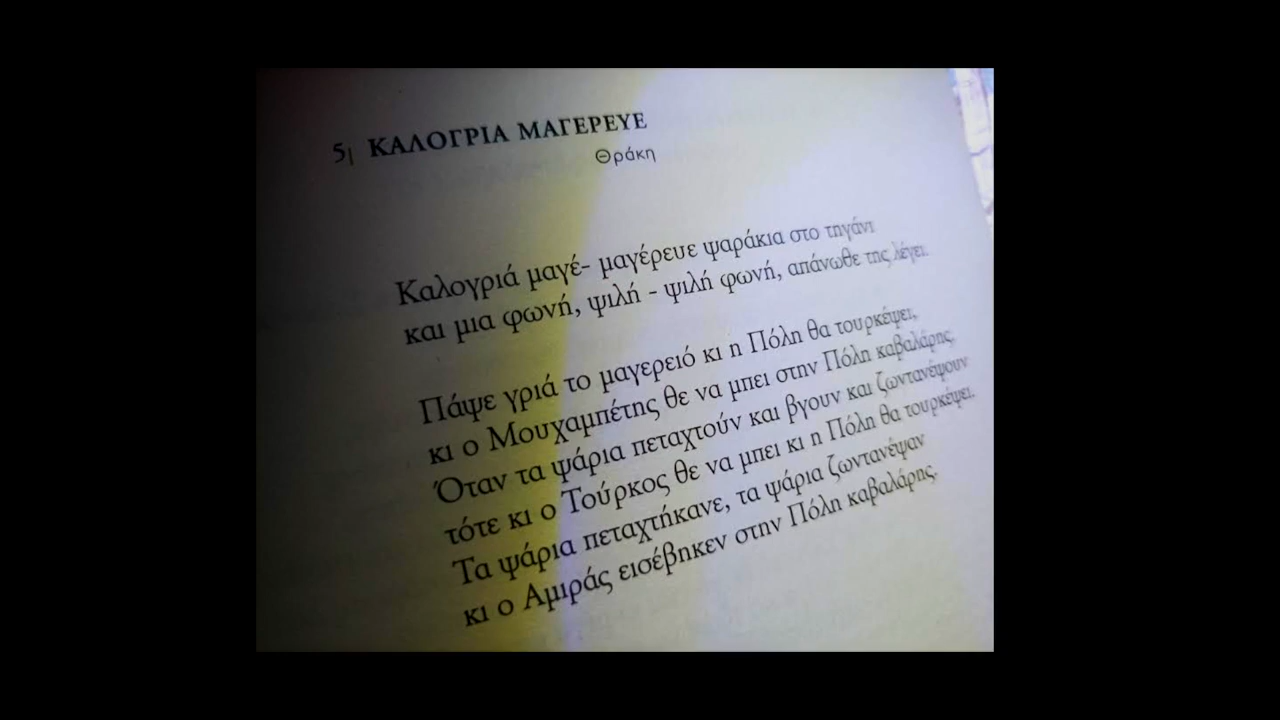 5| ΚΑΛΟΓΡΙΑ ΜΑΓΕΡΕΥΕ
Θράκη
Καλογριά μαγέ- μαγέρευε ψαράκια στο τηγάνι
και μια φωνή, ψιλή - ψιλή φωνή, απάνωθε της λέγει.
Πάψε γριά το μαγερειό κι η Πόλη θα τουρκέψει,
κι ο Μουχαμπέτης θε να μπει στην Πόλη καβαλάρης.
Όταν τα ψάρια πεταχτούν και βγουν και ζωντανέψουν
τότε κι ο Τούρκος θε να μπει κι η Πόλη θα τουρκέψει.
Τα ψάρια πεταχτήκανε, τα ψάρια ζωντανέψαν
κι ο Αμιράς εισέβηκεν στην Πόλη καβαλάρης.